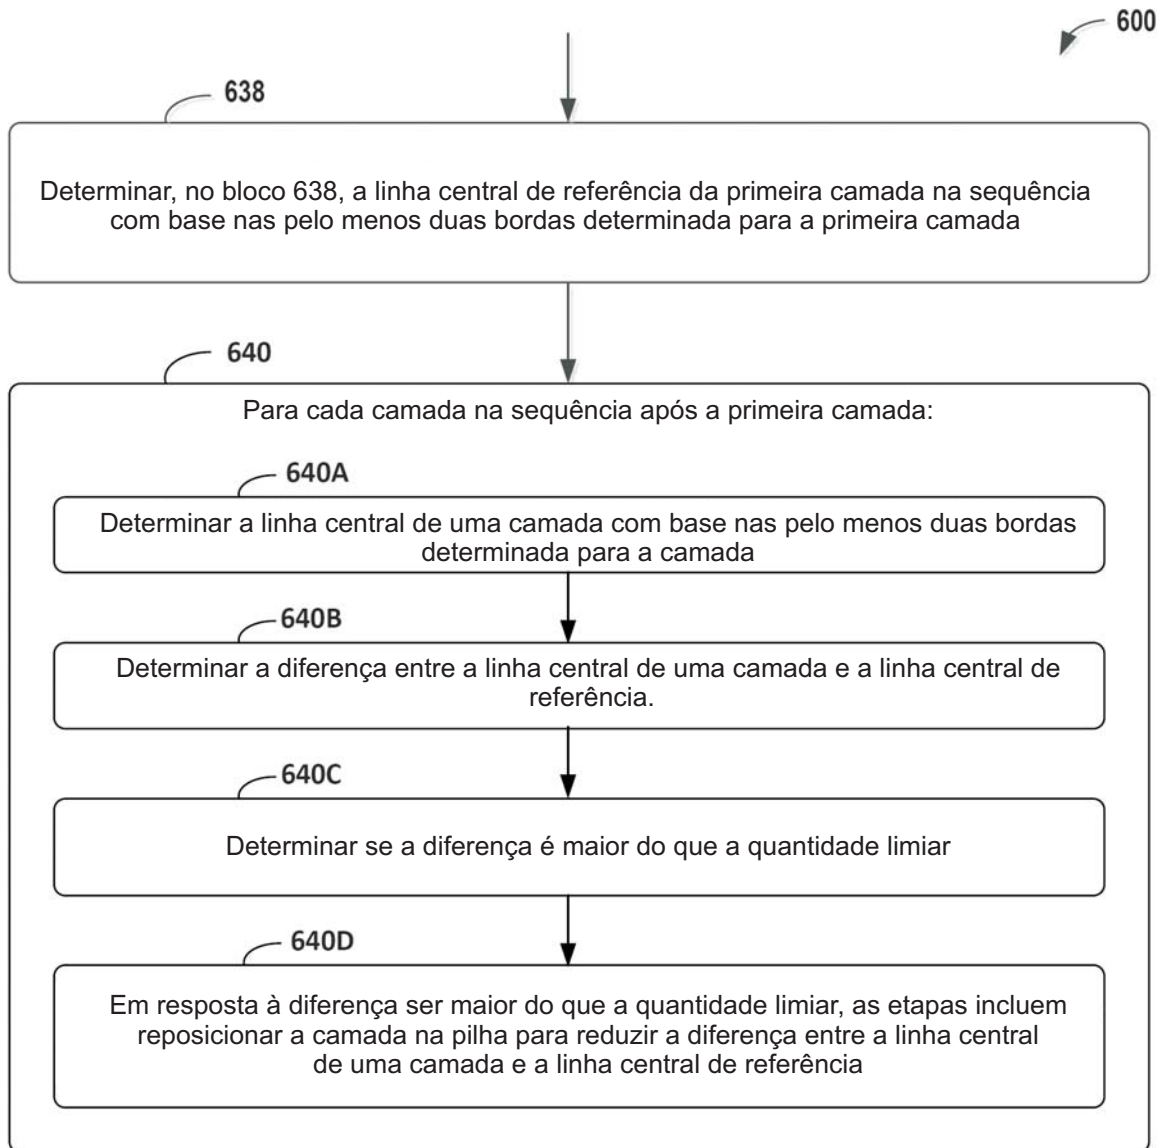 600
638
Determinar, no bloco 638, a linha central de referência da primeira camada na sequência
com base nas pelo menos duas bordas determinada para a primeira camada
640
Para cada camada na sequência após a primeira camada:
640A
Determinar a linha central de uma camada com base nas pelo menos duas bordas
determinada para a camada
640B
Determinar a diferença entre a linha central de uma camada e a linha central de
referência.
640C
Determinar se a diferença é maior do que a quantidade limiar
640D
Em resposta à diferença ser maior do que a quantidade limiar, as etapas incluem
reposicionar a camada na pilha para reduzir a diferença entre a linha central
de uma camada e a linha central de referência